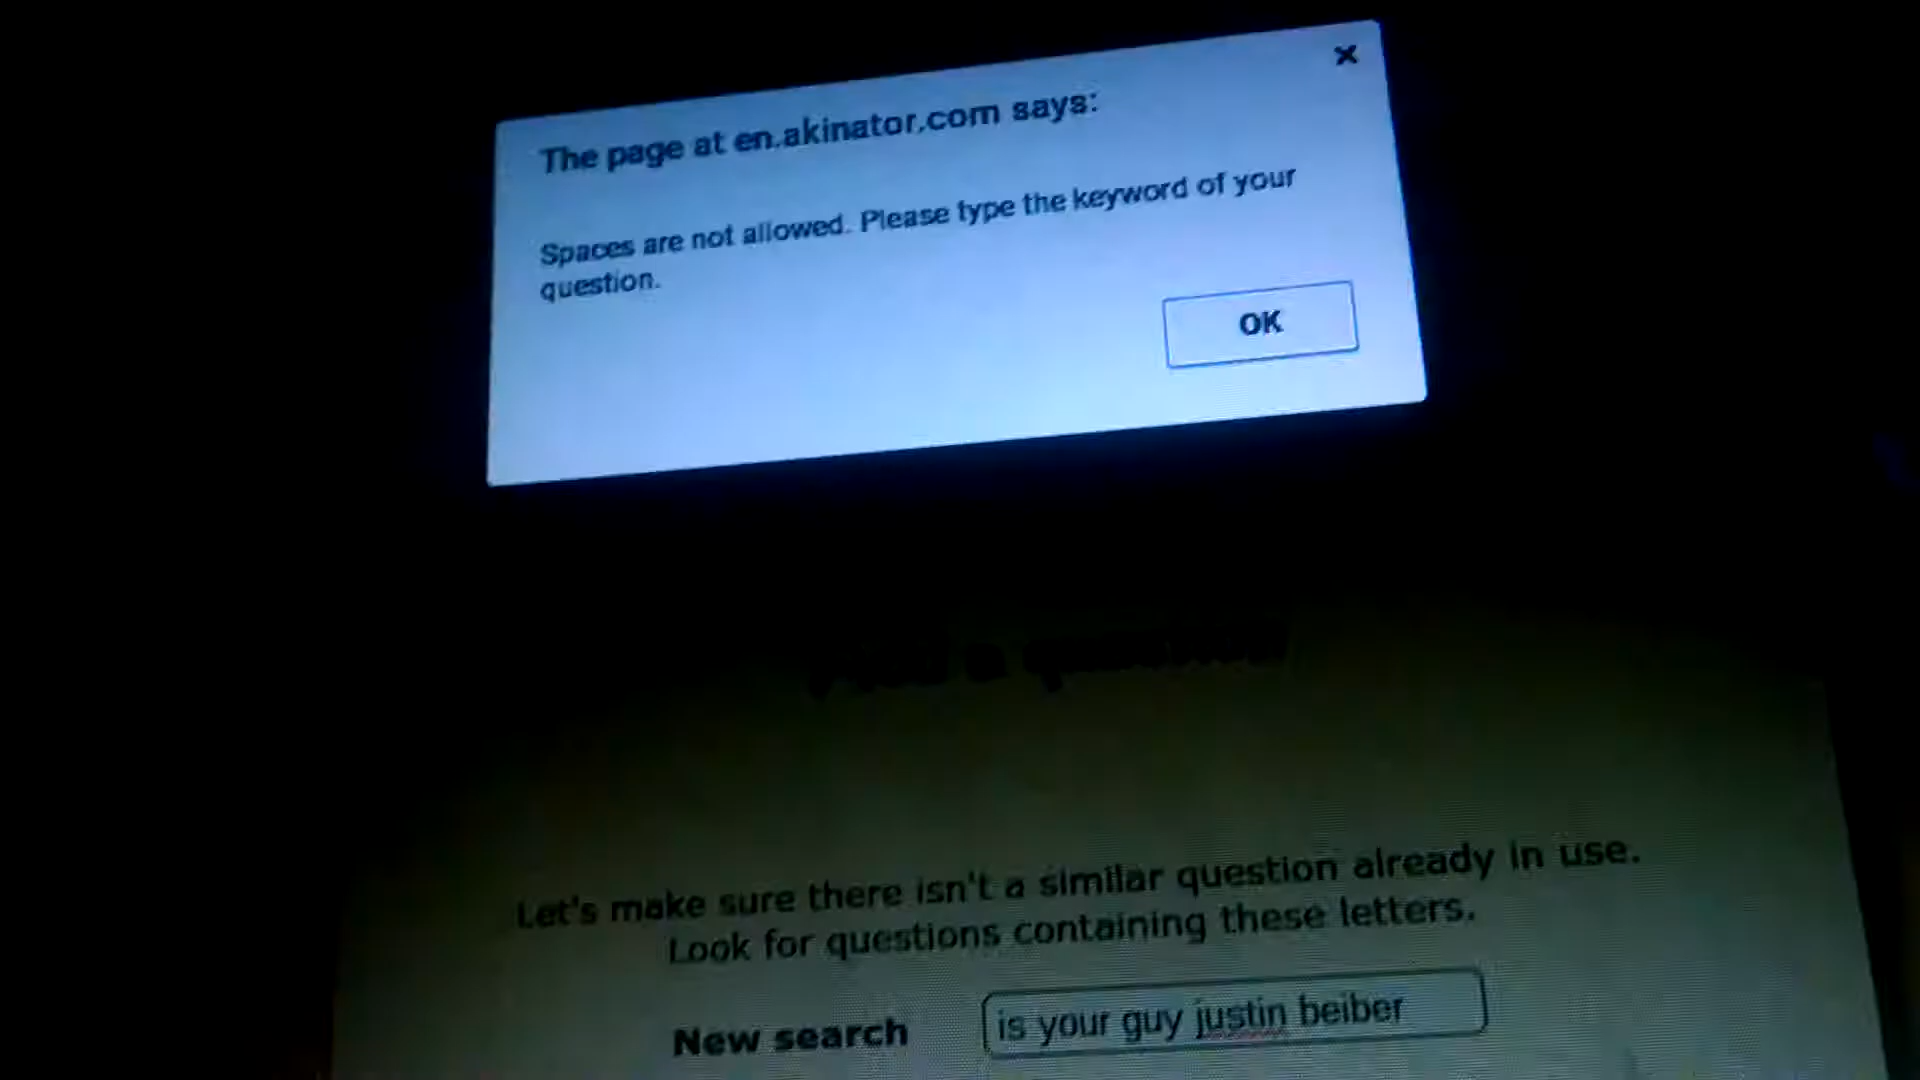 The page at en.akinator.com says:
Spaces are not allowed. Please type the keyword of your
question.
OK
a question
Let's make sure there isn't a similar question already in use.
Look for questions containing these letters.
New search
is your guy justin beiber